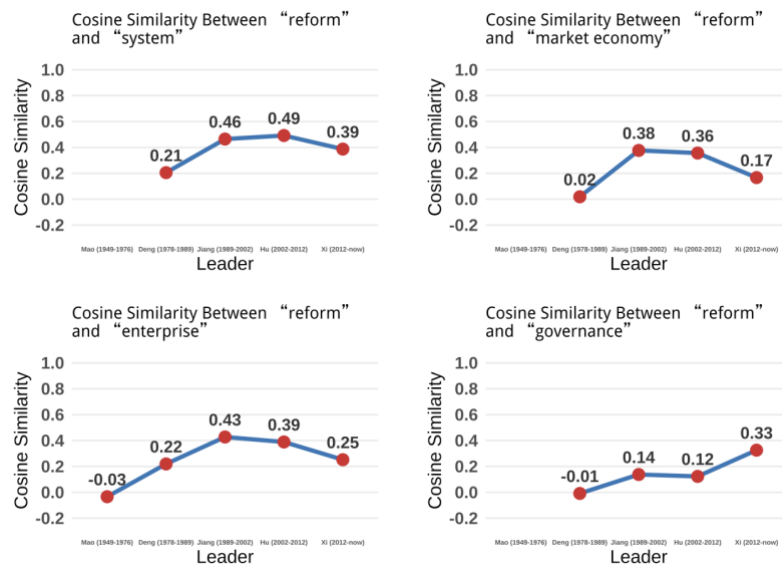 Cosine Similarity Between “reform”
and “system”
Cosine Similarity
1.0
0.8
0.6
0.4
0.2
0.0
-0.2
0.21
0.46
0.49
0.39
Mao (1949-1976) Deng (1978-1989) Jiang (1989-2002) Hu (2002-2012) Xi (2012-now)
Leader
Cosine Similarity Between “reform”
and “market economy”
Cosine Similarity
1.0
0.8
0.6
0.4
0.2
0.0
-0.2
0.02
0.38
0.36
0.17
Mao (1949-1976) Deng (1978-1989) Jiang (1989-2002) Hu (2002-2012) Xi (2012-now)
Leader
Cosine Similarity Between “reform”
and “enterprise”
Cosine Similarity
1.0
0.8
0.6
0.4
0.2
0.0
-0.2
-0.03
0.22
0.43
0.39
0.25
Mao (1949-1976) Deng (1978-1989) Jiang (1989-2002) Hu (2002-2012) Xi (2012-now)
Leader
Cosine Similarity Between “reform”
and “governance”
Cosine Similarity
1.0
0.8
0.6
0.4
0.2
0.0
-0.2
-0.01
0.14
0.12
0.33
Mao (1949-1976) Deng (1978-1989) Jiang (1989-2002) Hu (2002-2012) Xi (2012-now)
Leader